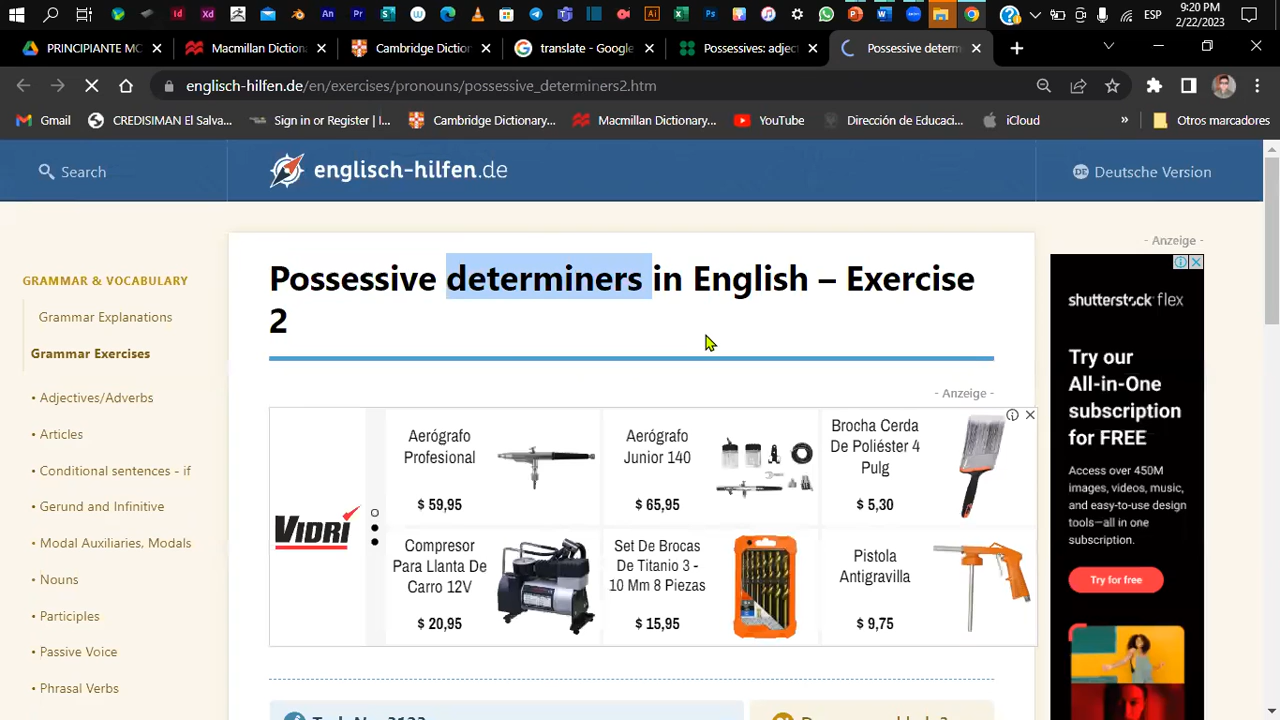 9:20 PM
ESP
2/22/2023
PRINCIPIANTE MC
Macmillan Diction
Cambridge Diction
translate - Google
Possessives: adject
Possessive determ
englisch-hilfen.de/en/exercises/pronouns/possessive_determiners2.htm
Gmail
CREDISIMAN El Salva...
Sign in or Register | I...
Cambridge Dictionary...
Macmillan Dictionary...
YouTube
Dirección de Educaci...
iCloud
»
Otros marcadores
Search
englisch-hilfen.de
DE Deutsche Version
GRAMMAR & VOCABULARY
Grammar Explanations
Grammar Exercises
• Adjectives/Adverbs
• Articles
• Conditional sentences - if
• Gerund and Infinitive
• Modal Auxiliaries, Modals
• Nouns
• Participles
• Passive Voice
• Phrasal Verbs
Possessive determiners in English – Exercise
2
- Anzeige -
VIDRÍ
Aerógrafo
Profesional
$ 59,95
Aerógrafo
Junior 140
$ 65,95
Brocha Cerda
De Poliéster 4
Pulg
$ 5,30
Compresor
Para Llanta De
Carro 12V
$ 20,95
Set De Brocas
De Titanio 3 -
10 Mm 8 Piezas
$ 15,95
Pistola
Antigravilla
$ 9,75
- Anzeige -
shutterstock flex
Try our
All-in-One
subscription
for FREE
Access over 450M
images, videos, music,
and easy-to-use design
tools—all in one
subscription.
Try for free